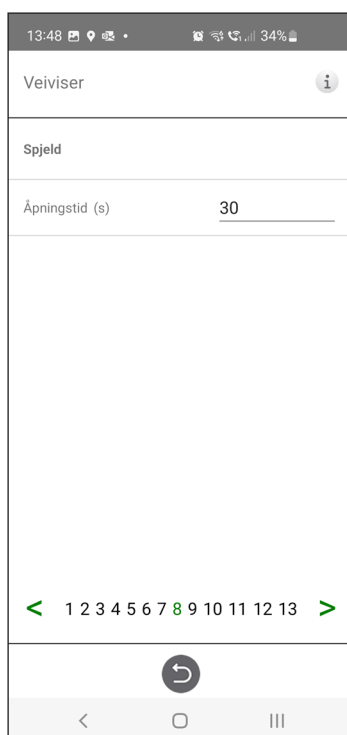 13:48 34%
Veiviser i
Spjeld
Åpningstid (s) 30
< 1 2 3 4 5 6 7 8 9 10 11 12 13 >